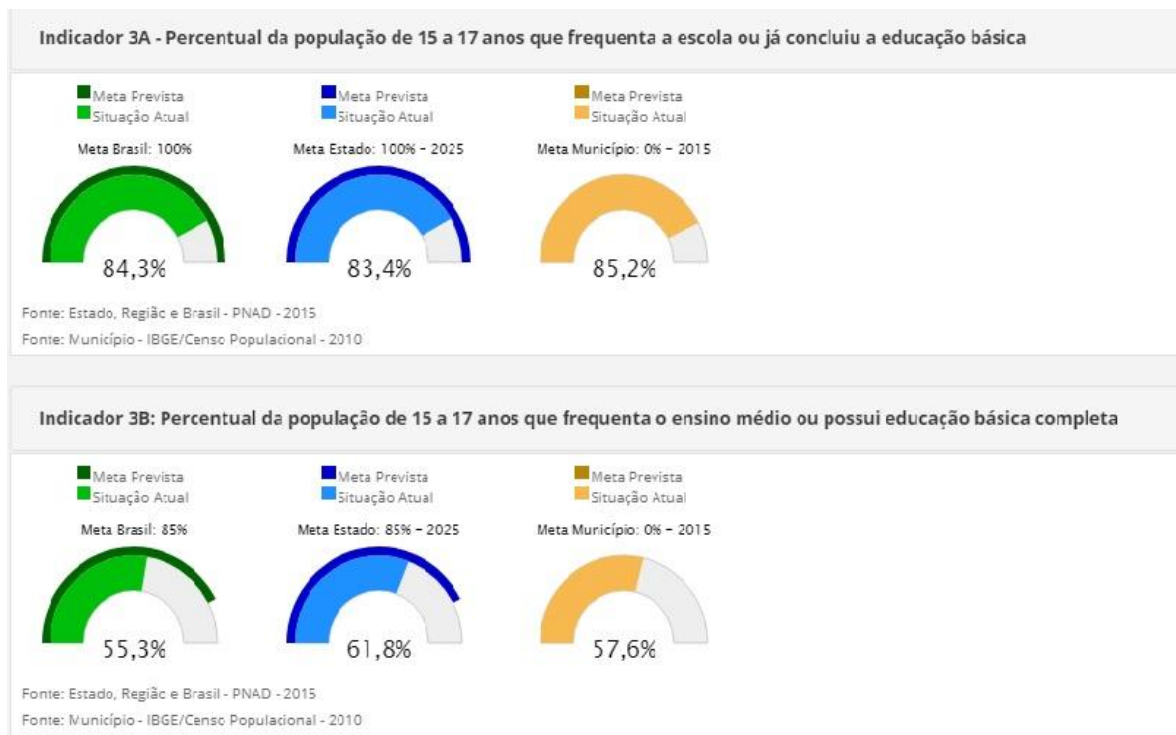 Indicador 3A - Percentual da população de 15 a 17 anos que frequenta a escola ou já concluiu a educação básica
Meta Prevista
Situação Atual
Meta Brasil: 100%
84,3%
Meta Prevista
Situação Atual
Meta Estado: 100% - 2025
83,4%
Meta Prevista
Situação Atual
Meta Município: 0% - 2015
85,2%
Fonte: Estado, Região e Brasil - PNAD - 2015
Fonte: Município - IBGE/Censo Populacional - 2010
Indicador 3B: Percentual da população de 15 a 17 anos que frequenta o ensino médio ou possui educação básica completa
Meta Prevista
Situação Atual
Meta Brasil: 85%
55,3%
Meta Prevista
Situação Atual
Meta Estado: 85% - 2025
61,8%
Meta Prevista
Situação Atual
Meta Município: 0% - 2015
57,6%
Fonte: Estado, Região e Brasil - PNAD - 2015
Fonte: Município - IBGE/Censo Populacional - 2010